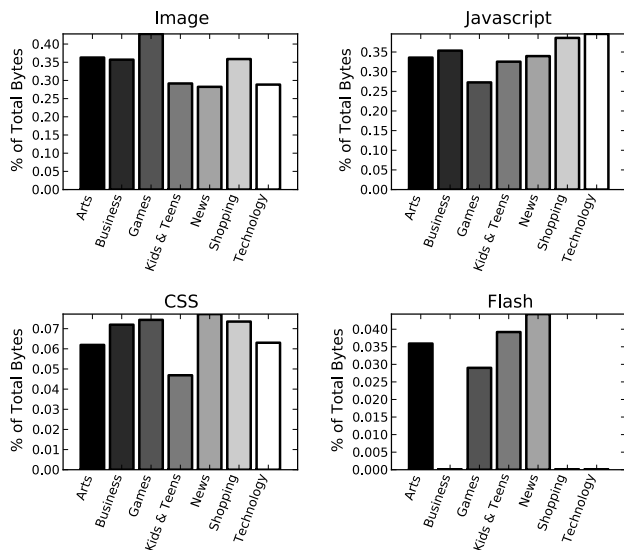 Image
% of Total Bytes
0.40
0.35
0.30
0.25
0.20
0.15
0.10
0.05
0.00
Arts
Business
Games
Kids & Teens
News
Shopping
Technology
Javascript
% of Total Bytes
0.35
0.30
0.25
0.20
0.15
0.10
0.05
0.00
Arts
Business
Games
Kids & Teens
News
Shopping
Technology
CSS
% of Total Bytes
0.07
0.06
0.05
0.04
0.03
0.02
0.01
0.00
Arts
Business
Games
Kids & Teens
News
Shopping
Technology
Flash
% of Total Bytes
0.040
0.035
0.030
0.025
0.020
0.015
0.010
0.005
0.000
Arts
Business
Games
Kids & Teens
News
Shopping
Technology